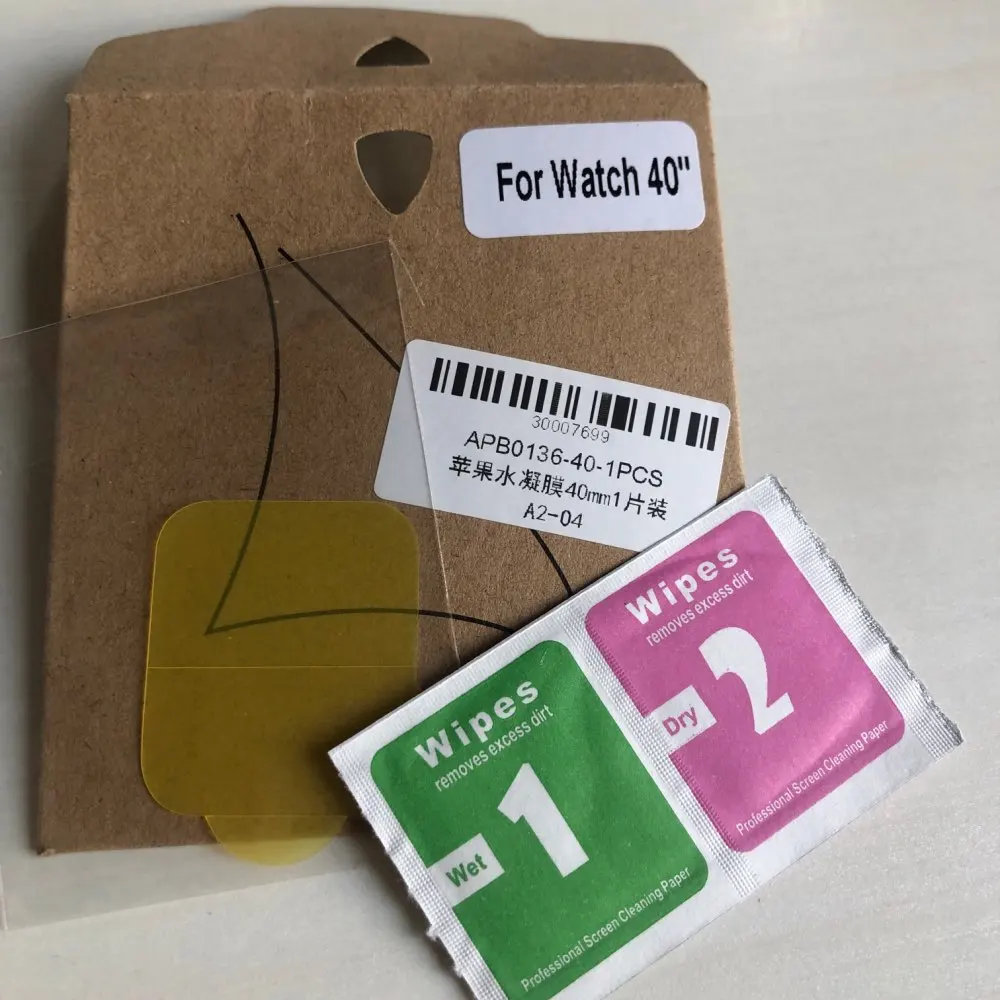 For Watch 40"
30007699
APB0136-40-1PCS
苹果水凝膜40mm1片装
A2-04
Wipes
removes excess dirt
2
Dry
Professional Screen Cleaning Paper
Wipes
removes excess dirt
1
Wet
Professional Screen Cleaning Paper